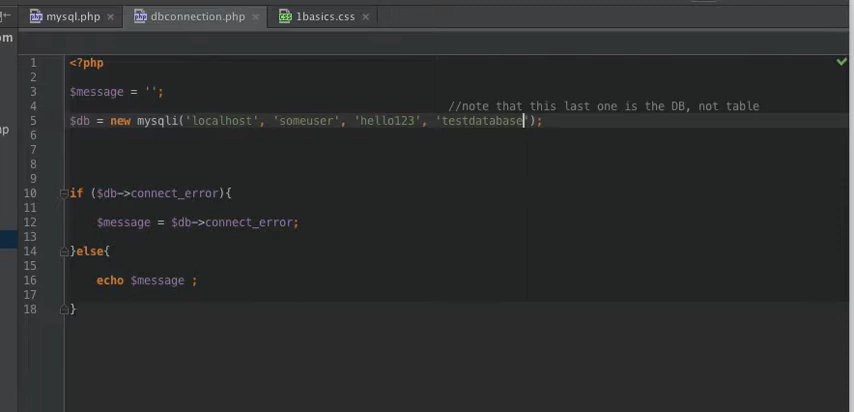 mysql.php dbconnection.php 1basics.css
om
1 <?php
2
3 $message = '';
4 //note that this last one is the DB, not table
5 $db = new mysqli('localhost', 'someuser', 'hello123', 'testdatabase');
6
7
8
9
10 if ($db->connect_error){
11
12 $message = $db->connect_error;
13
14 }else{
15
16 echo $message ;
17
18 }
hp